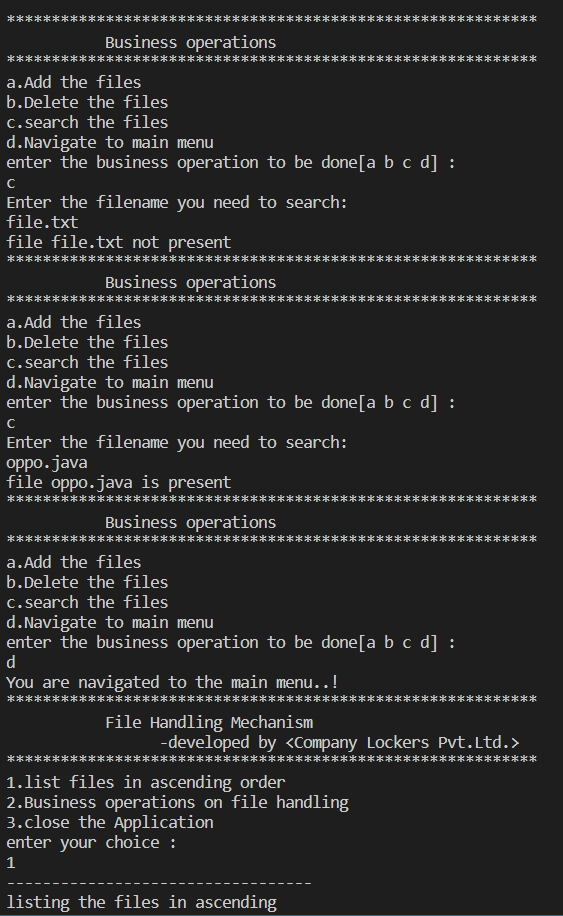 ***********************************************************
Business operations
***********************************************************
a.Add the files
b.Delete the files
c.search the files
d.Navigate to main menu
enter the business operation to be done[a b c d] :
c
Enter the filename you need to search:
file.txt
file file.txt not present
***********************************************************
Business operations
***********************************************************
a.Add the files
b.Delete the files
c.search the files
d.Navigate to main menu
enter the business operation to be done[a b c d] :
c
Enter the filename you need to search:
oppo.java
file oppo.java is present
***********************************************************
Business operations
***********************************************************
a.Add the files
b.Delete the files
c.search the files
d.Navigate to main menu
enter the business operation to be done[a b c d] :
d
You are navigated to the main menu..!
***********************************************************
File Handling Mechanism
-developed by <Company Lockers Pvt.Ltd.>
***********************************************************
1.list files in ascending order
2.Business operations on file handling
3.close the Application
enter your choice :
1
----------------------------------
listing the files in ascending